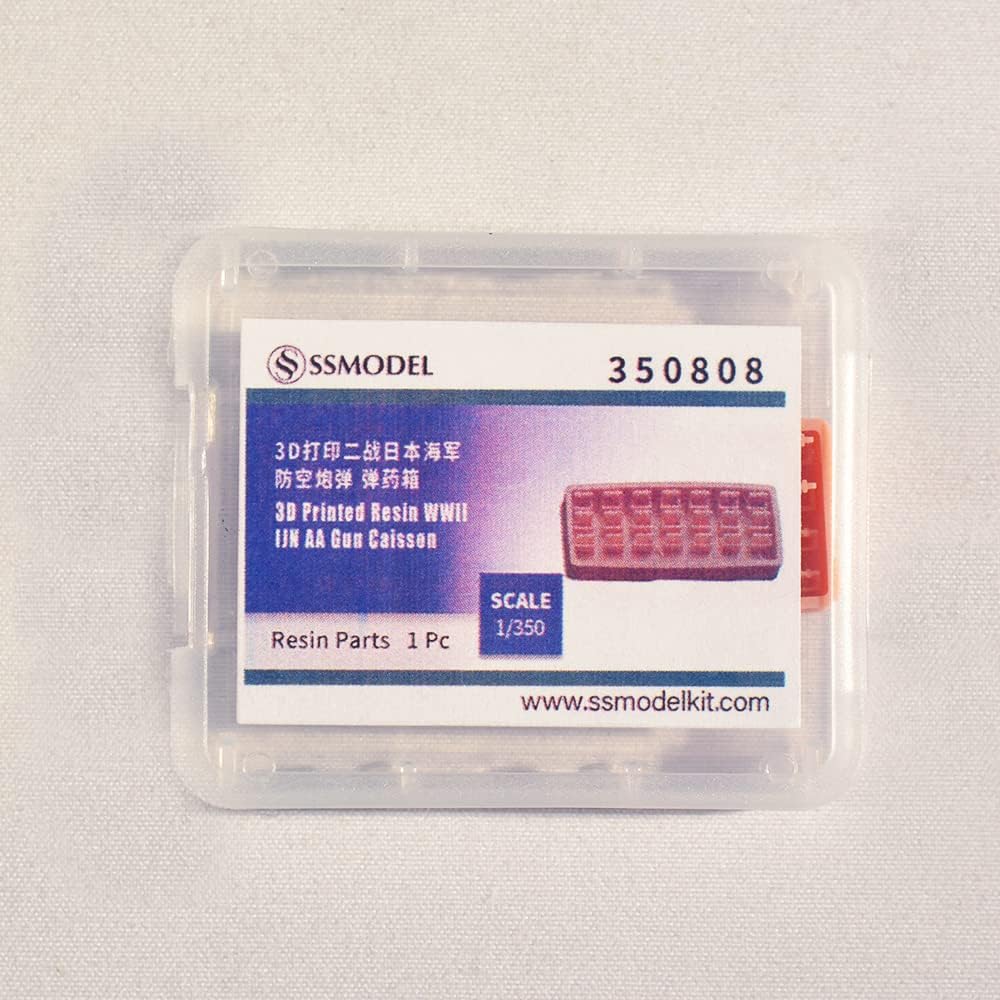 SSMODEL
350808
3D打印二战日本海军
防空炮弹 弹药箱
3D Printed Resin WWII
IJN AA Gun Caisson
SCALE
1/350
Resin Parts 1 Pc
www.ssmodelkit.com